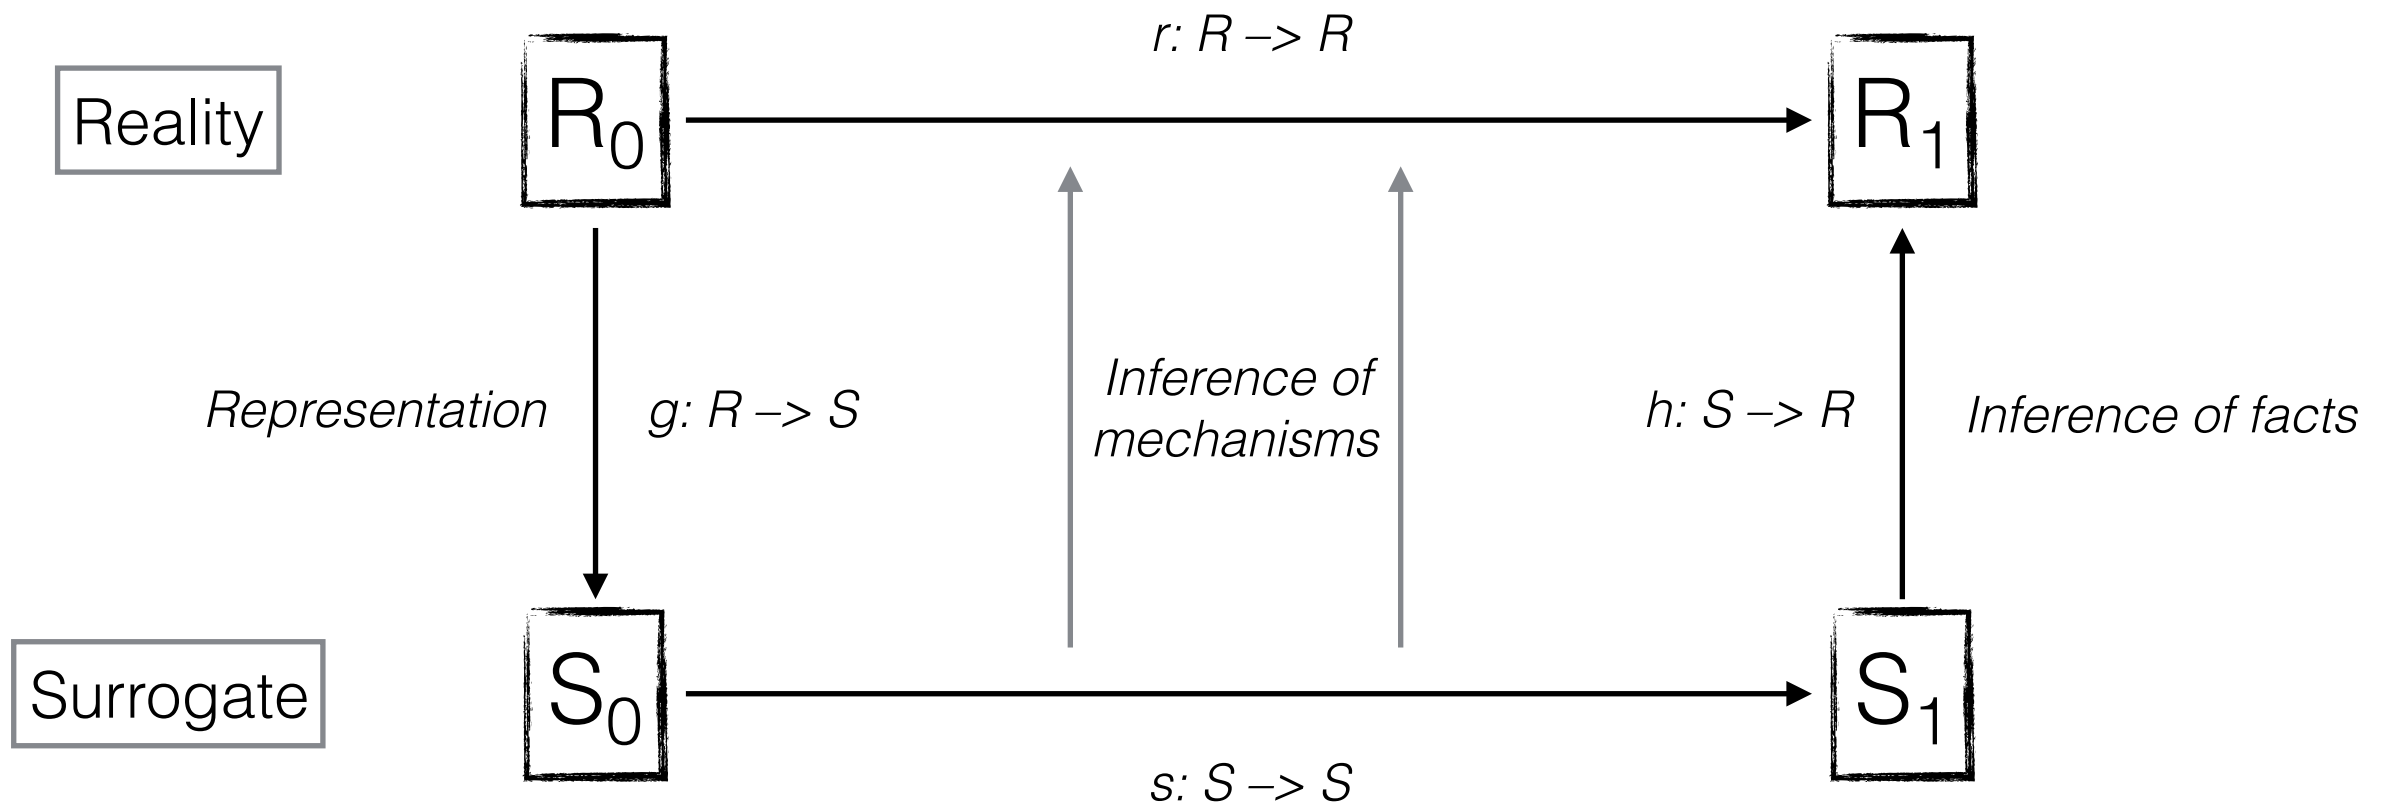 r: R –> R
Reality
R0
R1
Inference of
mechanisms
Representation
g: R –> S
h: S –> R
Inference of facts
Surrogate
S0
S1
s: S –> S